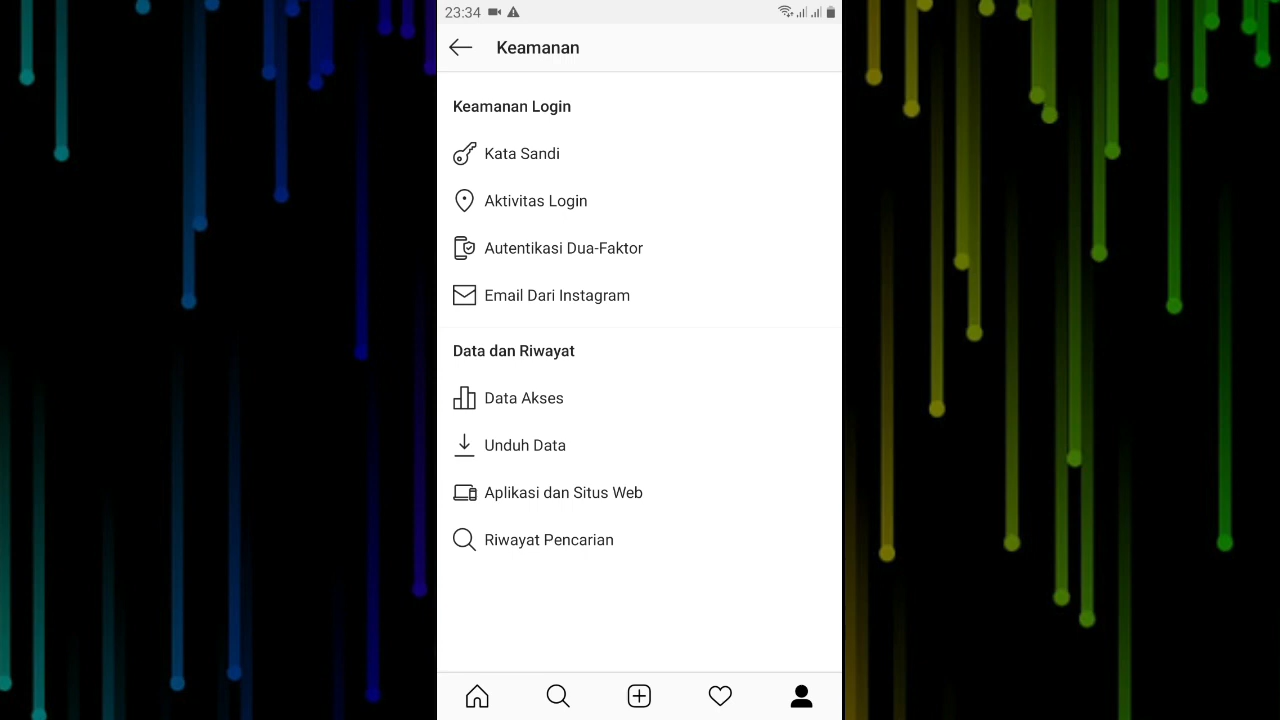 23:34
Keamanan
Keamanan Login
Kata Sandi
Aktivitas Login
Autentikasi Dua-Faktor
Email Dari Instagram
Data dan Riwayat
Data Akses
Unduh Data
Aplikasi dan Situs Web
Riwayat Pencarian